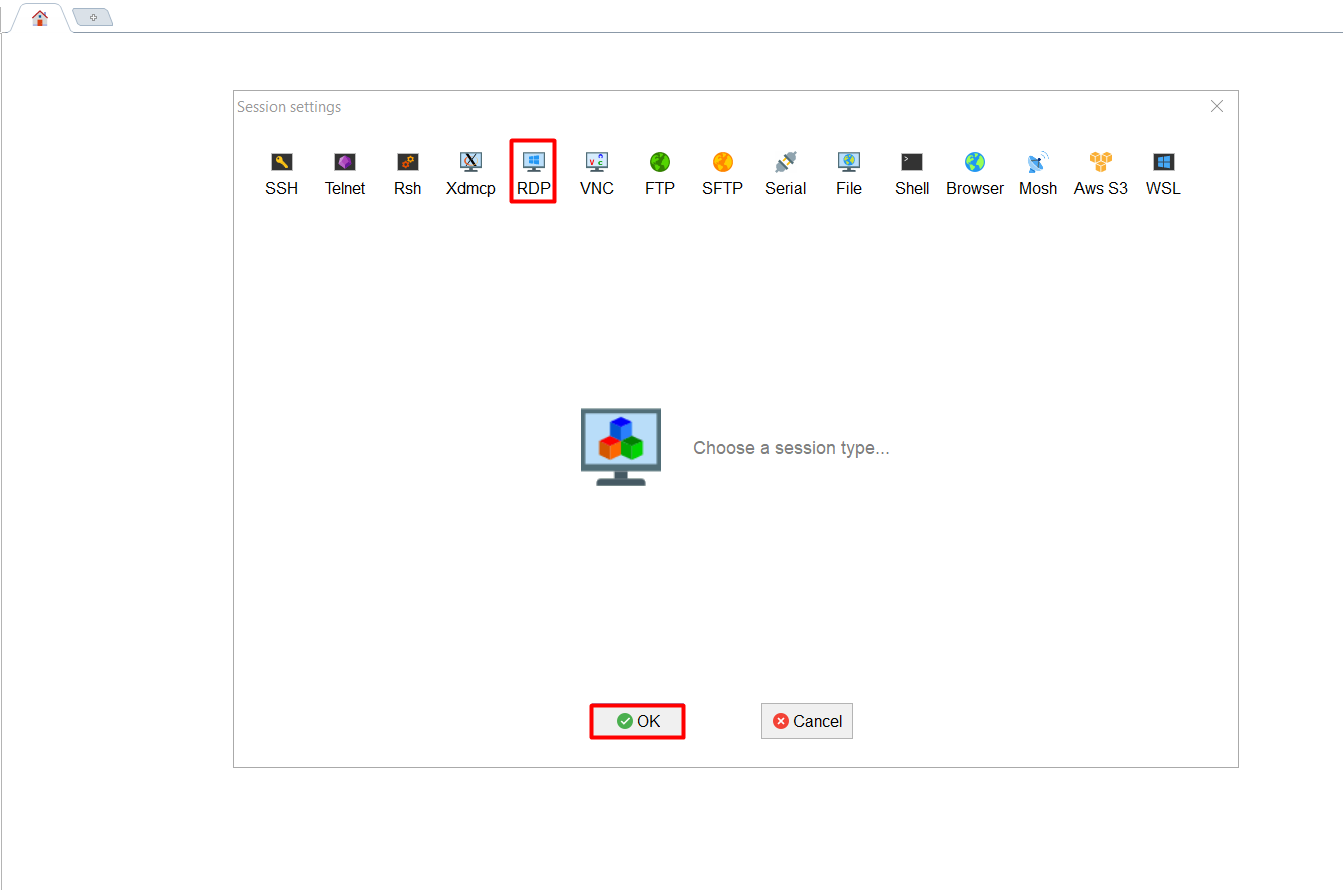 Session settings
SSH Telnet Rsh Xdmcp RDP VNC FTP SFTP Serial File Shell Browser Mosh Aws S3 WSL
Choose a session type...
OK Cancel